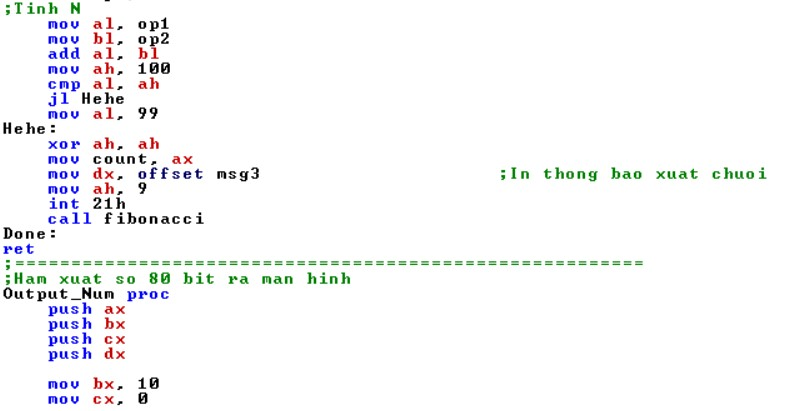 ;Tinh N
mov al, op1
mov bl, op2
add al, bl
mov ah, 100
cmp al, ah
jl Hehe
mov al, 99
Hehe:
xor ah, ah
mov count, ax
mov dx, offset msg3 ;In thong bao xuat chuoi
mov ah, 9
int 21h
call fibonacci
Done:
ret
;========================================================
;Ham xuat so 80 bit ra man hinh
Output_Num proc
push ax
push bx
push cx
push dx
mov bx, 10
mov cx, 0